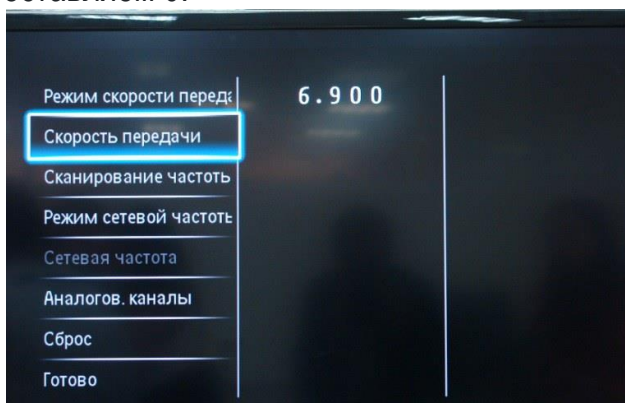 Режим скорости переда
6.900
Скорость передачи
Сканирование частоть
Режим сетевой частоть
Сетевая частота
Аналогов. каналы
Сброс
Готово